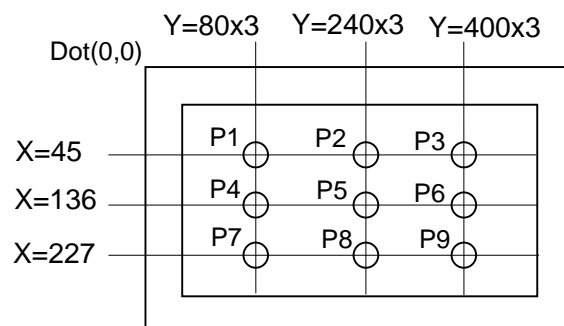 Y=80x3 Y=240x3 Y=400x3
Dot(0,0)
P1 P2 P3
X=45
P4 P5 P6
X=136
P7 P8 P9
X=227